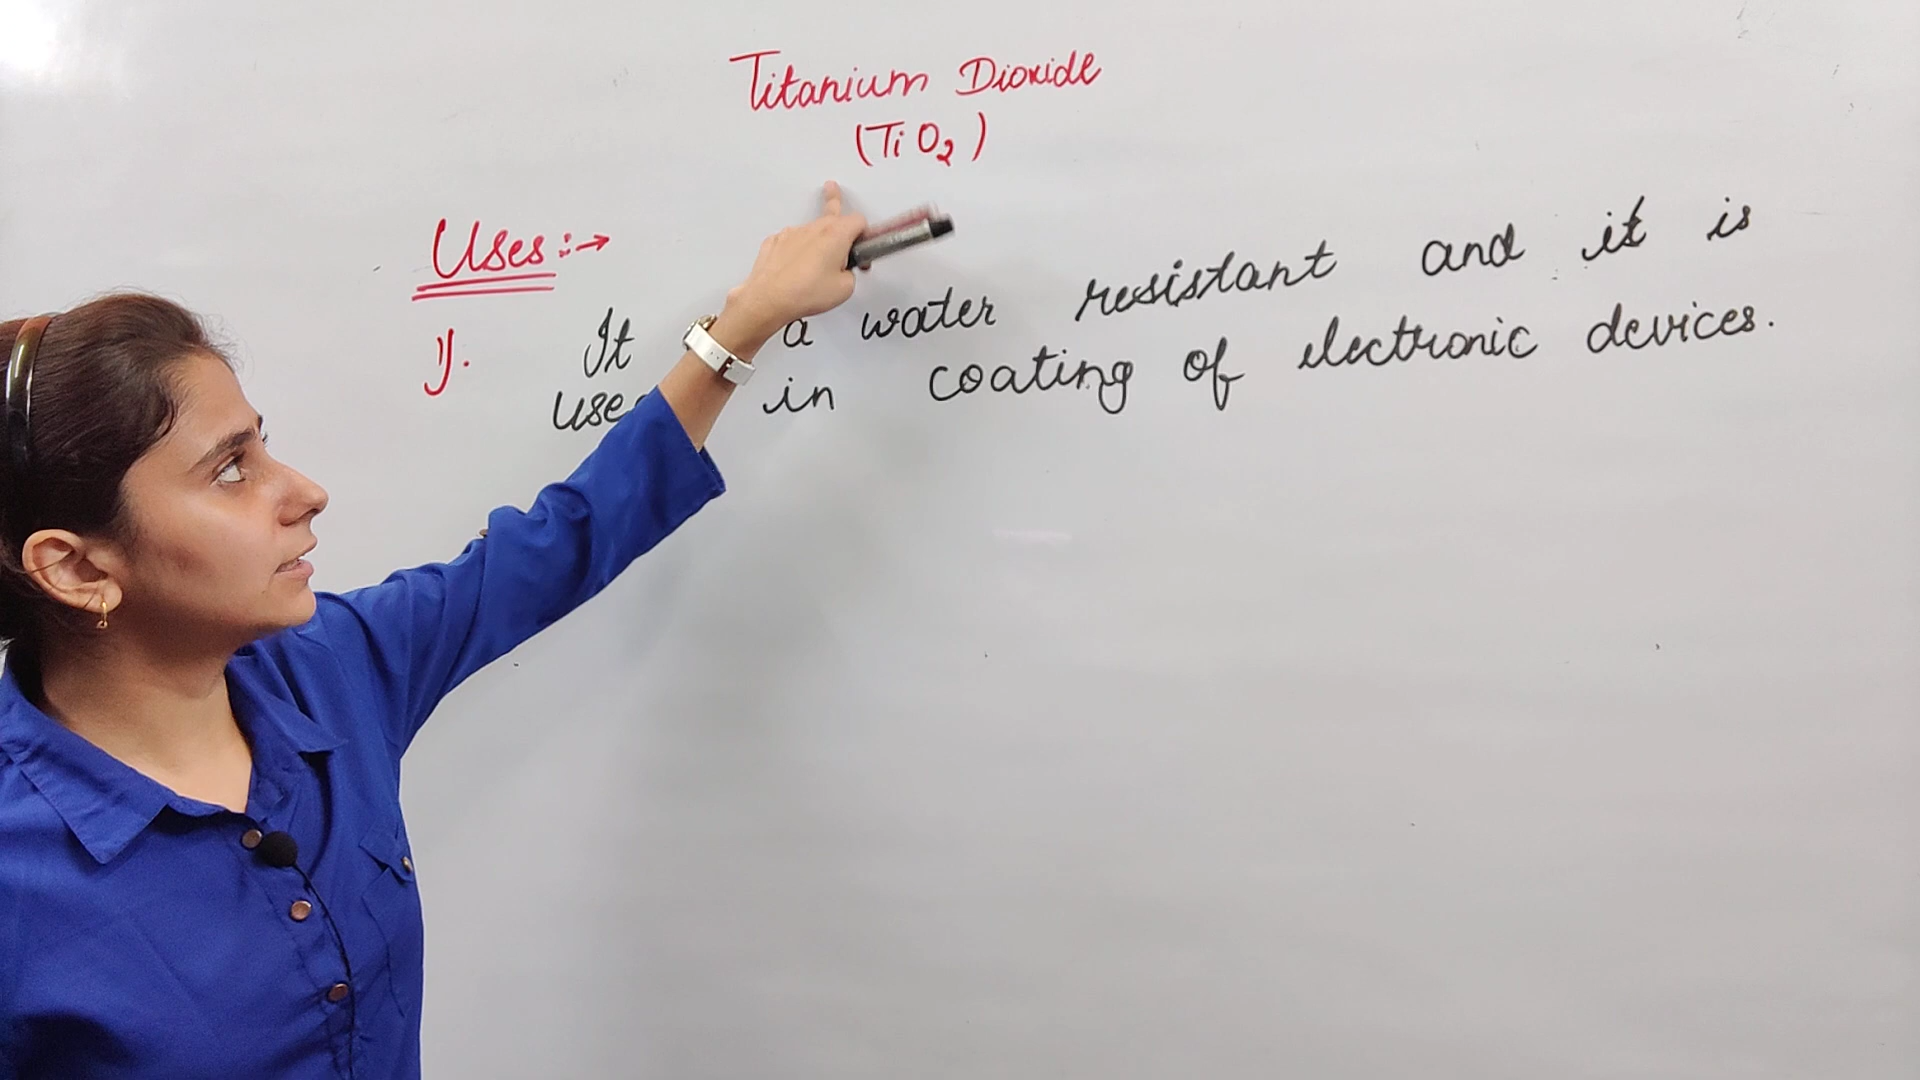 Titanium Dioxide
(TiO2)
Uses:→
1). It a water resistant and it is
use in coating of electronic devices.